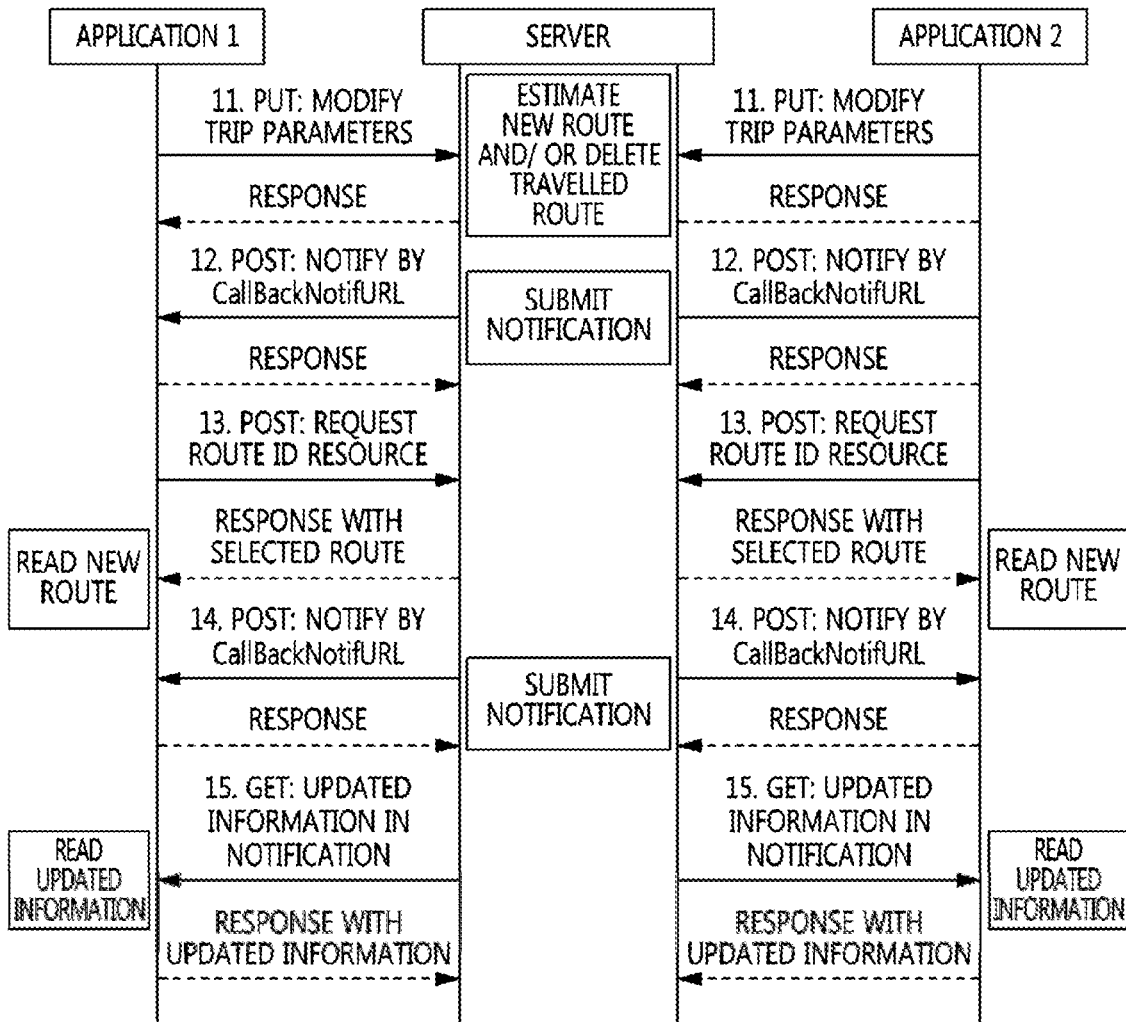 APPLICATION 1
SERVER
APPLICATION 2
11. PUT: MODIFY
TRIP PARAMETERS
ESTIMATE
NEW ROUTE
AND/ OR DELETE
TRAVELLED
ROUTE
11. PUT: MODIFY
TRIP PARAMETERS
RESPONSE
RESPONSE
12. POST: NOTIFY BY
CallBackNotifURL
SUBMIT
NOTIFICATION
12. POST: NOTIFY BY
CallBackNotifURL
RESPONSE
RESPONSE
13. POST: REQUEST
ROUTE ID RESOURCE
13. POST: REQUEST
ROUTE ID RESOURCE
READ NEW
ROUTE
RESPONSE WITH
SELECTED ROUTE
RESPONSE WITH
SELECTED ROUTE
READ NEW
ROUTE
14. POST: NOTIFY BY
CallBackNotifURL
SUBMIT
NOTIFICATION
14. POST: NOTIFY BY
CallBackNotifURL
RESPONSE
RESPONSE
15. GET: UPDATED
INFORMATION IN
NOTIFICATION
15. GET: UPDATED
INFORMATION IN
NOTIFICATION
READ
UPDATED
INFORMATION
READ
UPDATED
INFORMATION
RESPONSE WITH
UPDATED INFORMATION
RESPONSE WITH
UPDATED INFORMATION